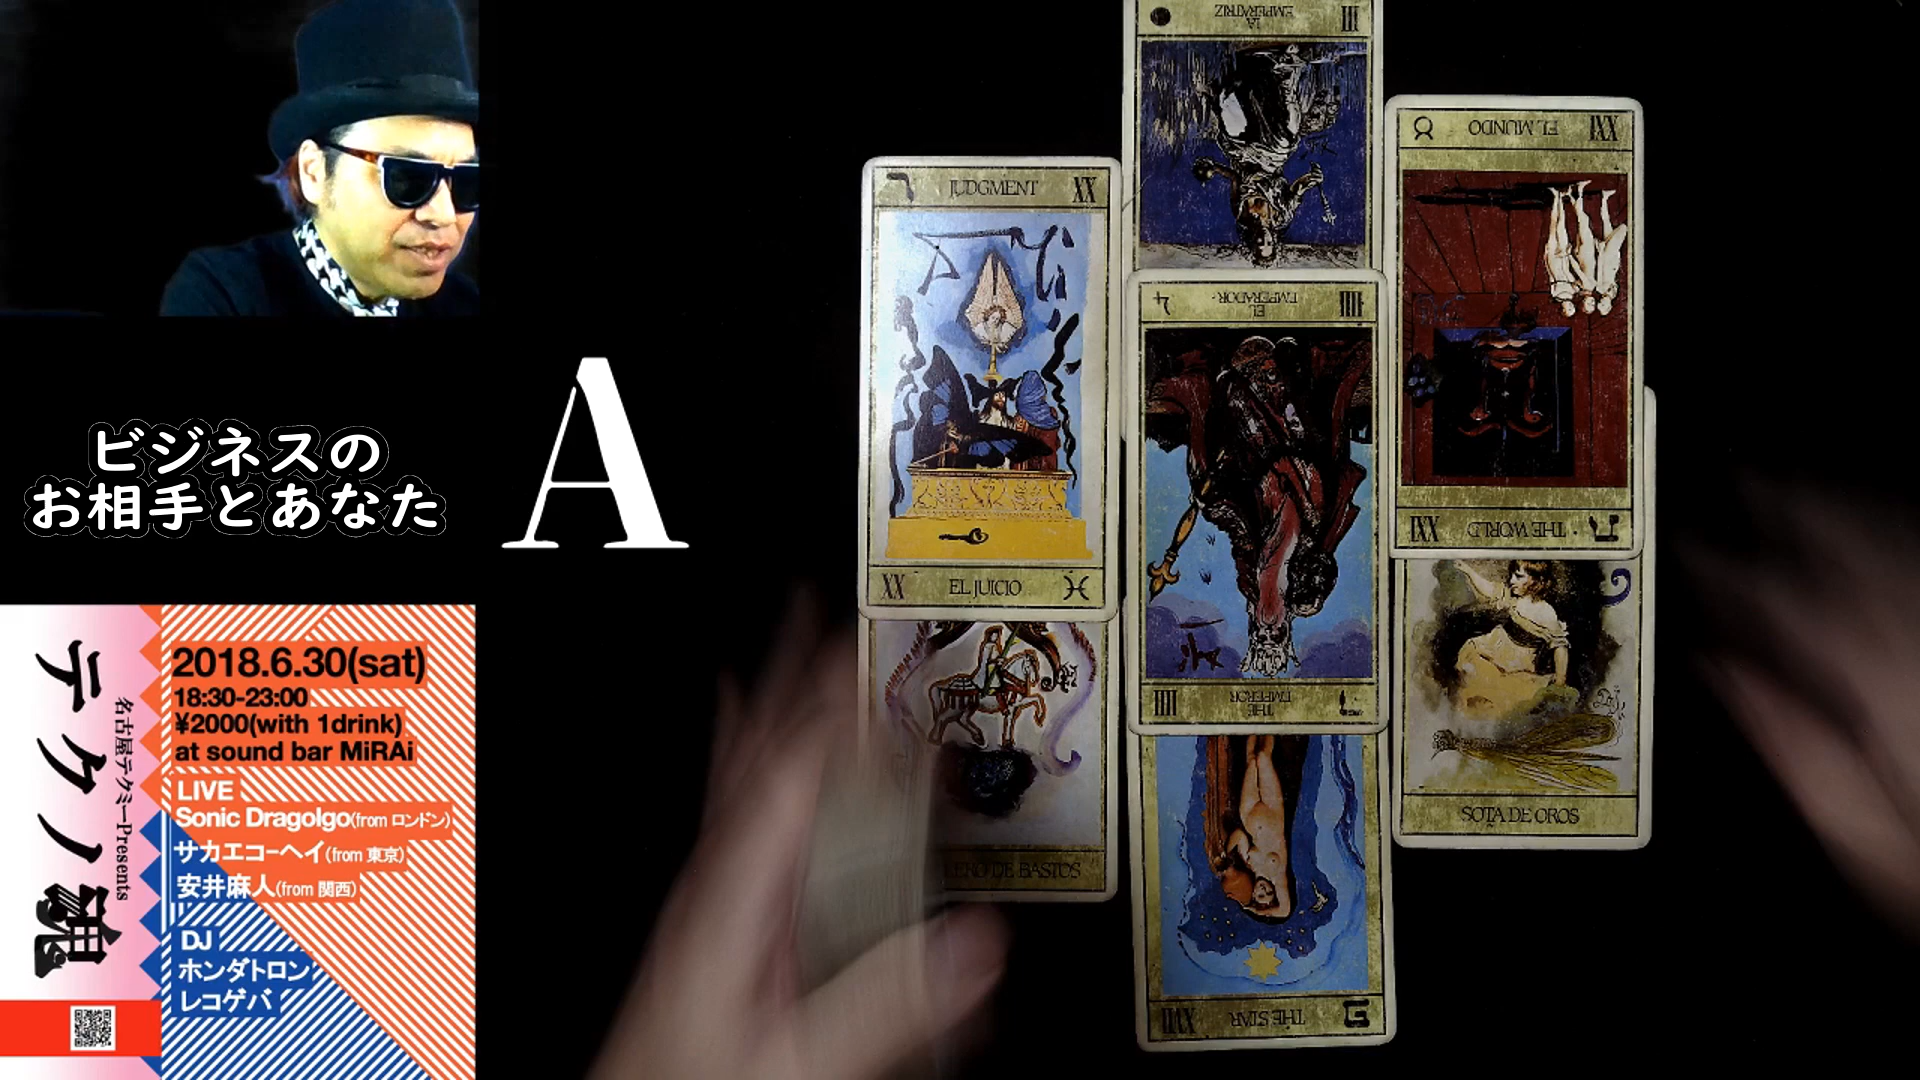 ビジネスの
お相手とあなた
A
テクノ魂
名古屋テクミーPresents
2018.6.30(sat)
18:30-23:00
¥2000(with 1drink)
at sound bar MiRAi
LIVE
Sonic Dragolgo(from ロンドン)
サカエコーヘイ(from 東京)
安井麻人(from 関西)
DJ
ホンダトロン
レコゲバ
JUDGMENT XX
XX EL JUICIO
DE BASTOS
LA EMPERATRIZ III
EL EMPERADOR IIII
THE EMPEROR IIII
THE STAR XVII
EL MUNDO XXI
THE WORLD XXI
SOTA DE OROS